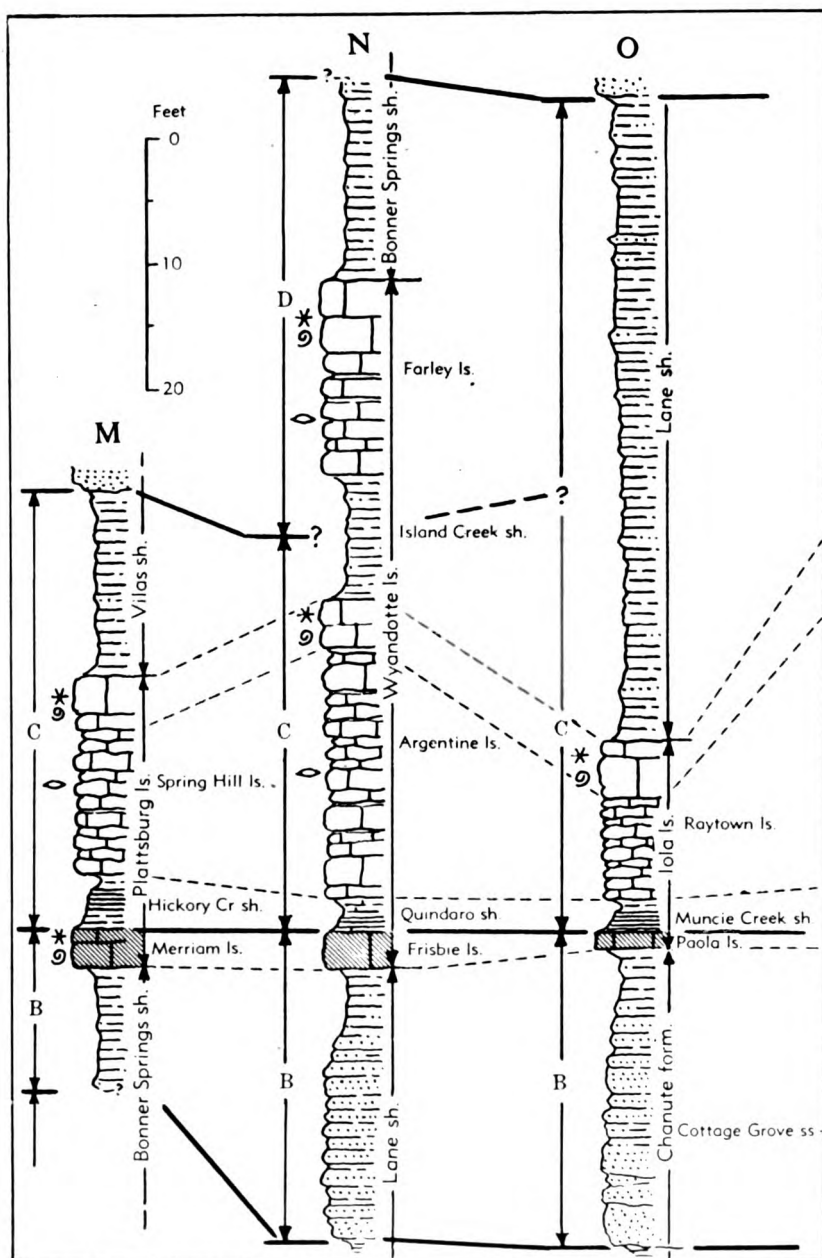 N
O
?
Feet
0
10
20
M
Bonner Springs sh.
D
Farley ls.
Lane sh.
?
?
Island Creek sh.
Vilas sh.
Wyandotte ls.
C
C
C
Argentine ls.
Spring Hill ls.
Plattsburg ls.
Raytown ls.
Iola ls.
Hickory Cr sh.
Quindaro sh.
Muncie Creek sh.
Merriam ls.
Frisbie ls.
Paola ls.
B
B
B
Bonner Springs sh.
Lane sh.
Chanute form.
Cottage Grove ss
?